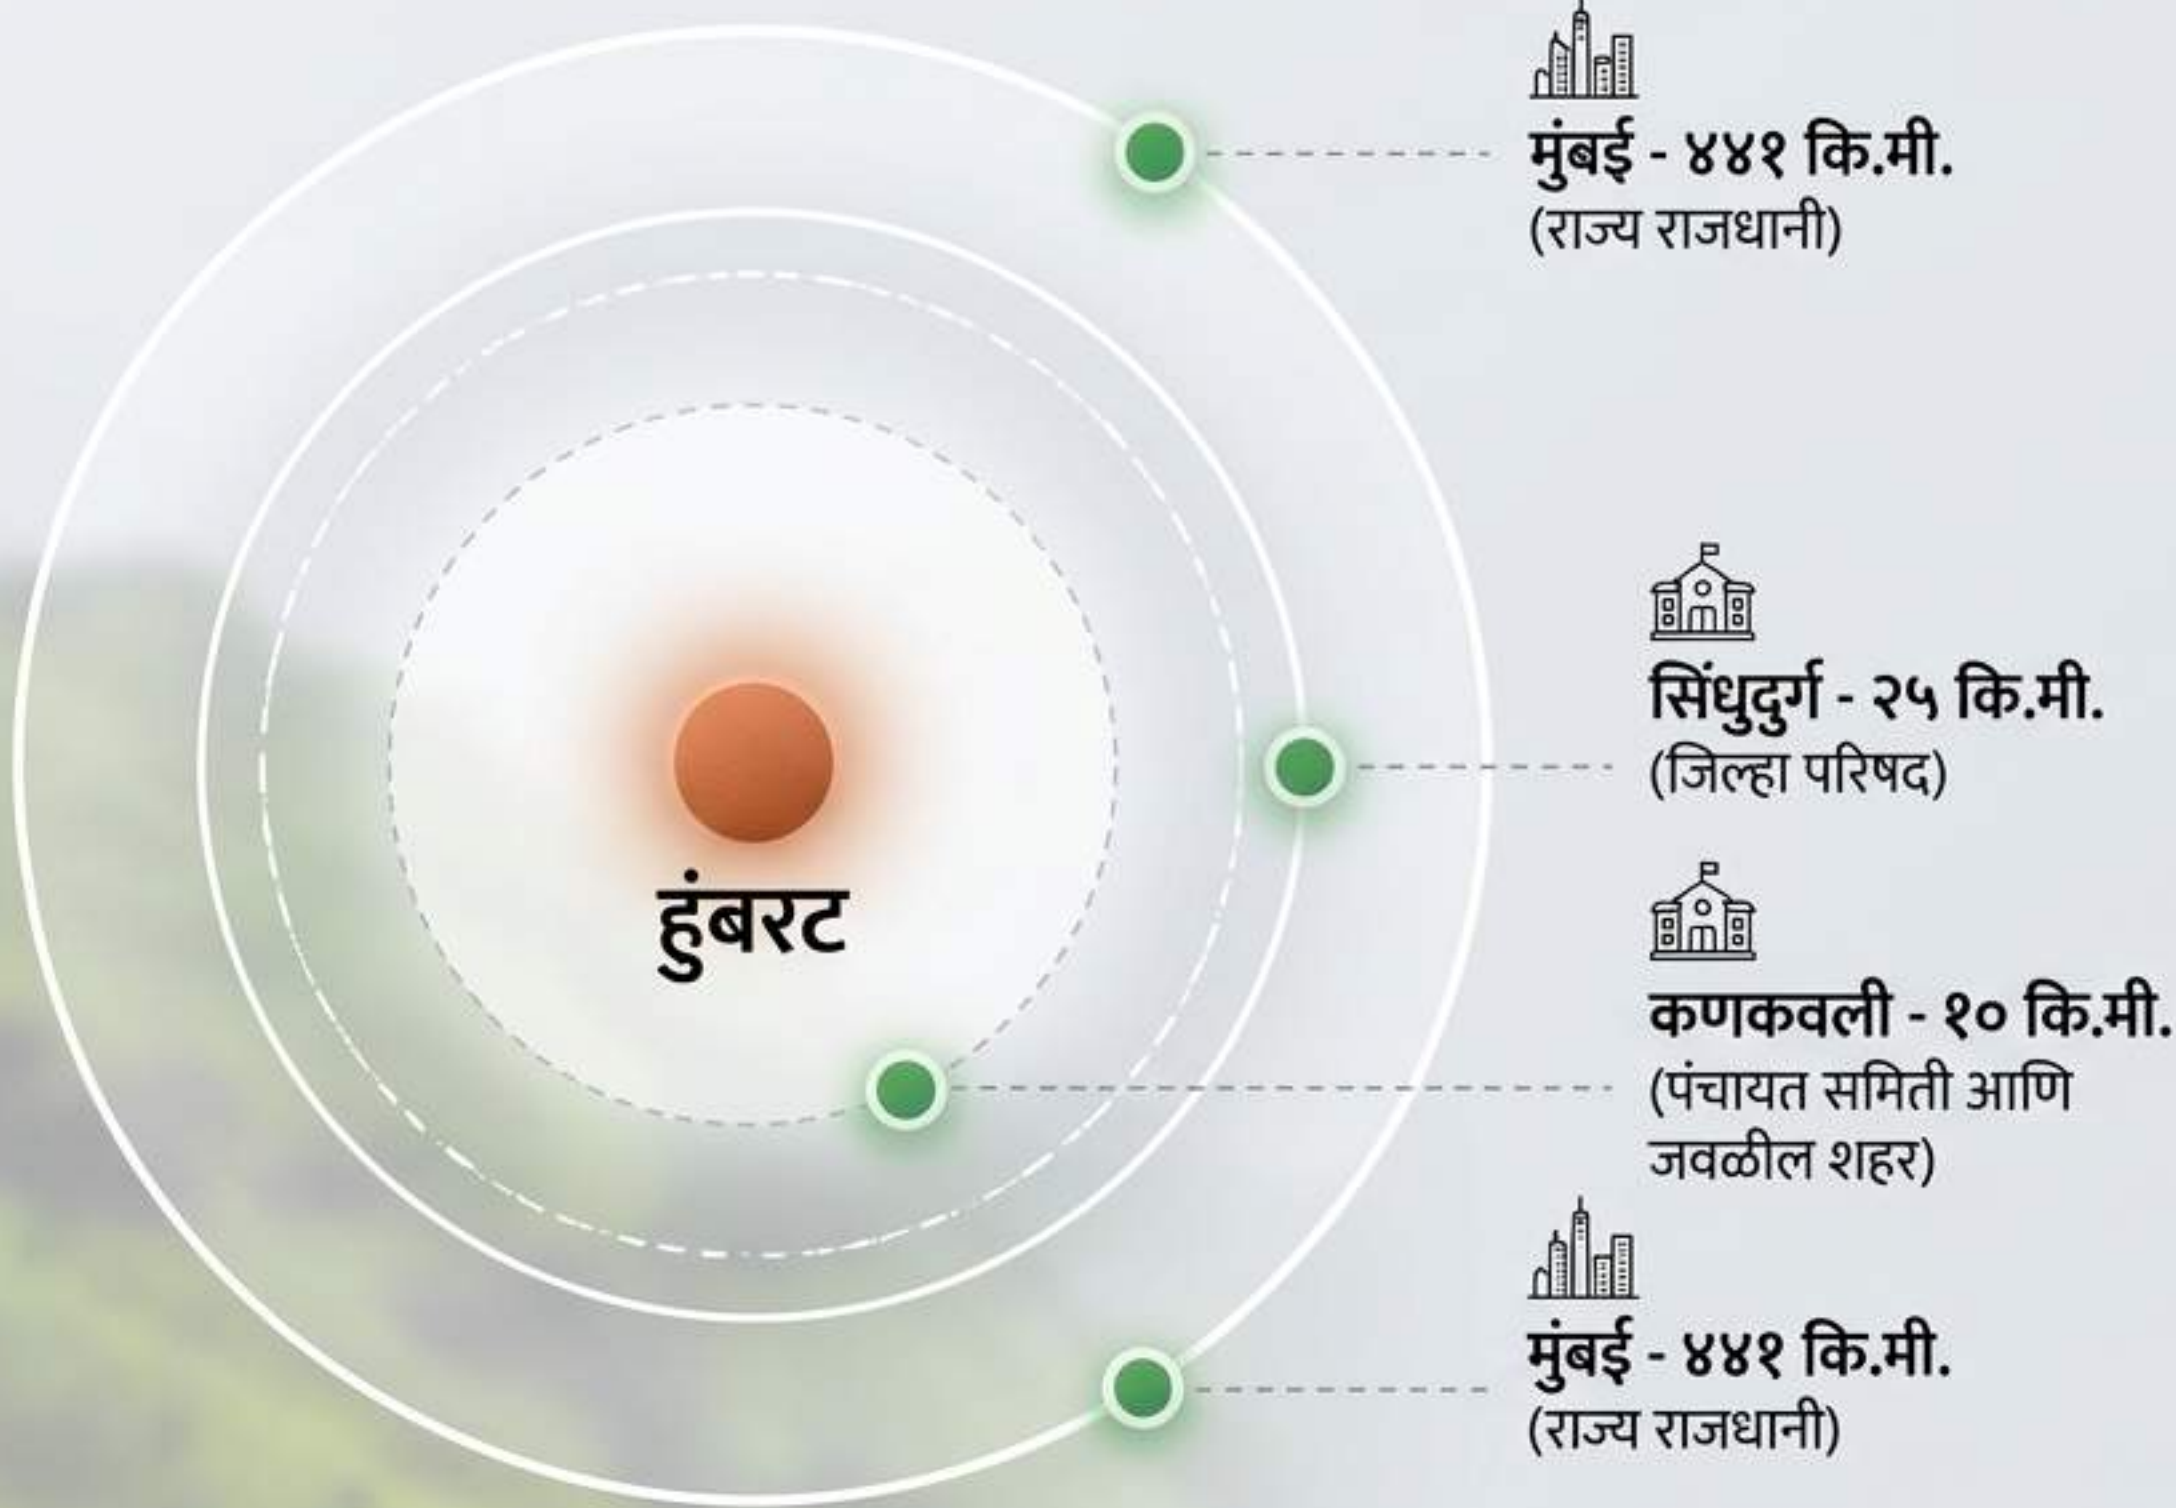 मुंबई - ४४१ कि.मी.
(राज्य राजधानी)
सिंधुदुर्ग - २५ कि.मी.
(जिल्हा परिषद)
हुंबरट
कणकवली - १० कि.मी.
(पंचायत समिती आणि
जवळील शहर)
मुंबई - ४४१ कि.मी.
(राज्य राजधानी)